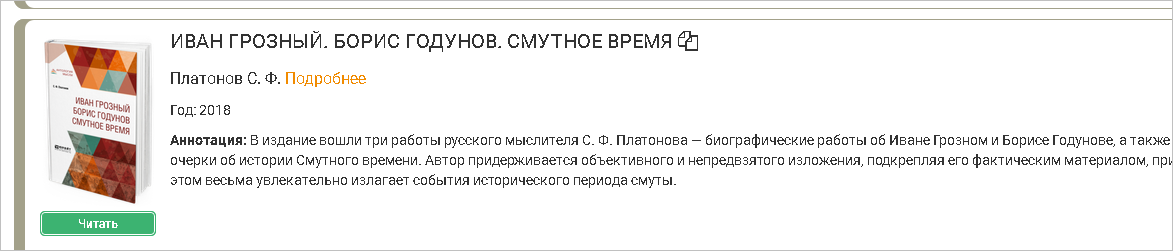 ИВАН ГРОЗНЫЙ. БОРИС ГОДУНОВ. СМУТНОЕ ВРЕМЯ
Платонов С. Ф. Подробнее
Год: 2018
Аннотация: В издание вошли три работы русского мыслителя С. Ф. Платонова — биографические работы об Иване Грозном и Борисе Годунове, а также
очерки об истории Смутного времени. Автор придерживается объективного и непредвзятого изложения, подкрепляя его фактическим материалом, при
этом весьма увлекательно излагает события исторического периода смуты.
ИВАН ГРОЗНЫЙ
БОРИС ГОДУНОВ
СМУТНОЕ ВРЕМЯ
Читать